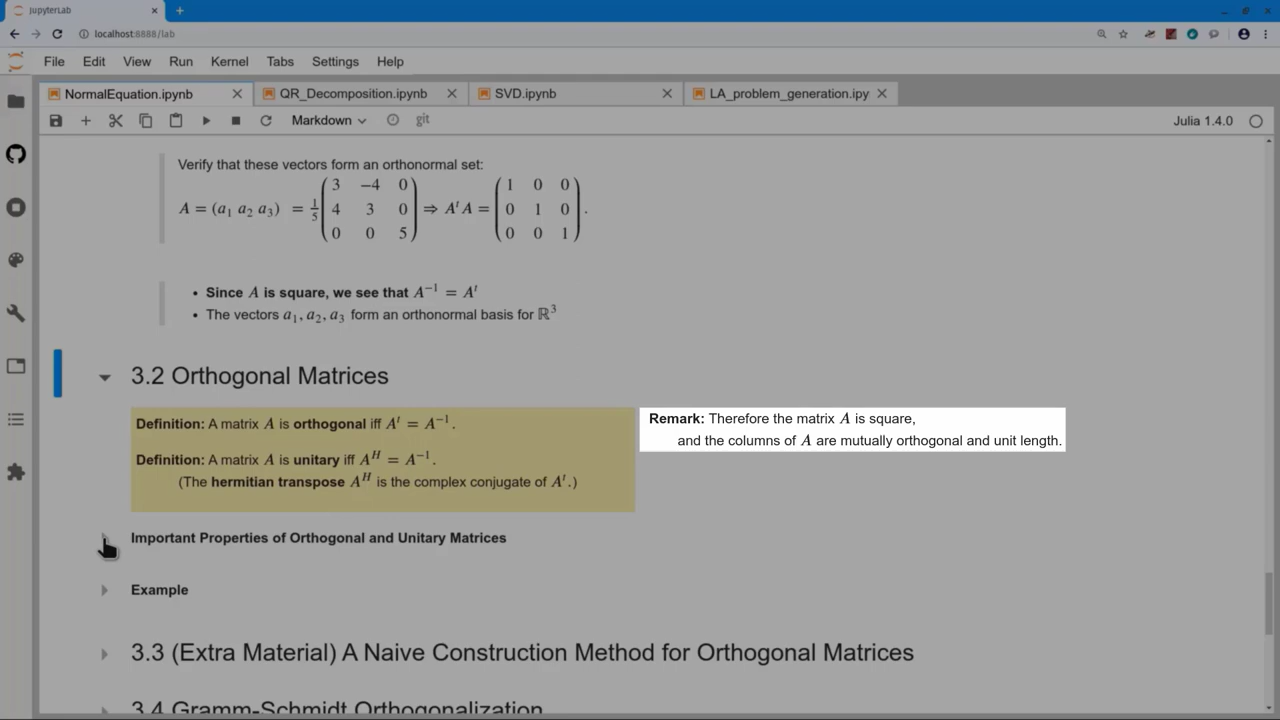 JupyterLab
localhost:8888/lab
File Edit View Run Kernel Tabs Settings Help
NormalEquation.ipynb QR_Decomposition.ipynb SVD.ipynb LA_problem_generation.ipy
Markdown git Julia 1.4.0
Verify that these vectors form an orthonormal set:
A = (a₁ a₂ a₃) = 1/5 ( 3 −4 0
4 3 0
0 0 5 ) ⇒ AᵗA = ( 1 0 0
0 1 0
0 0 1 ) .
• Since A is square, we see that A⁻¹ = Aᵗ
• The vectors a₁, a₂, a₃ form an orthonormal basis for ℝ³
3.2 Orthogonal Matrices
Definition: A matrix A is orthogonal iff Aᵗ = A⁻¹.
Definition: A matrix A is unitary iff Aᴴ = A⁻¹.
(The hermitian transpose Aᴴ is the complex conjugate of Aᵗ.)
Remark: Therefore the matrix A is square,
and the columns of A are mutually orthogonal and unit length.
Important Properties of Orthogonal and Unitary Matrices
Example
3.3 (Extra Material) A Naive Construction Method for Orthogonal Matrices
3.4 Gramm-Schmidt Orthogonalization